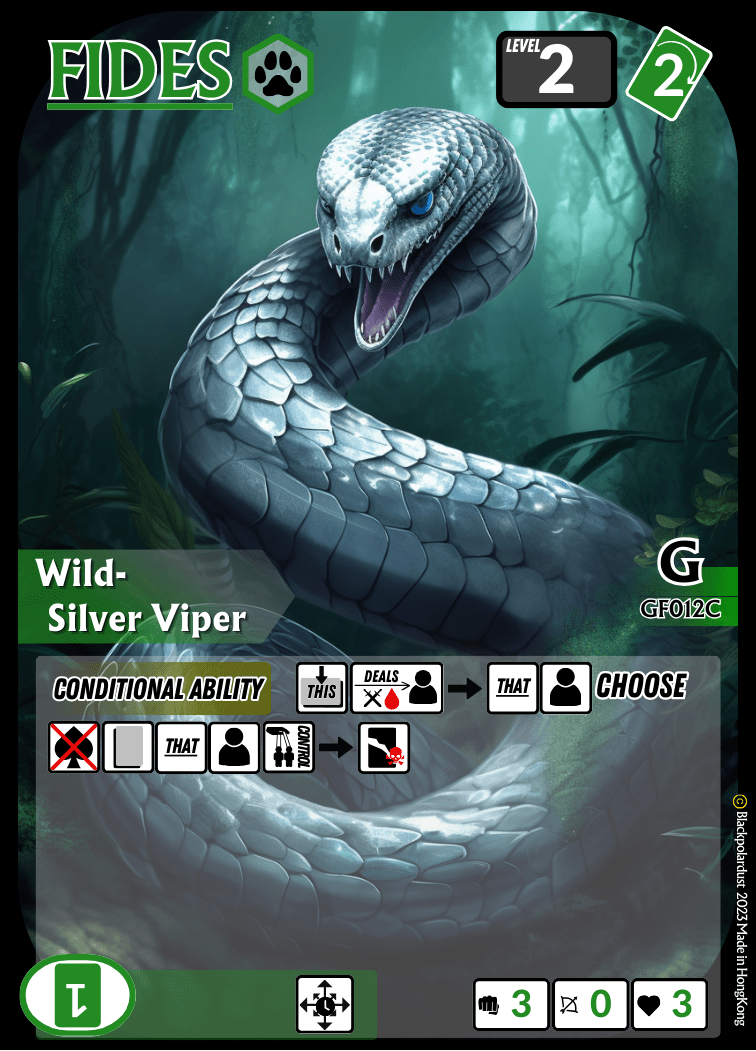 FIDES
LEVEL 2
2
Wild-
Silver Viper
G
GF012C
CONDITIONAL ABILITY THIS DEALS THAT CHOOSE
THAT CONTROL
1
3 0 3
© Blackpolardust 2023 Made in HongKong